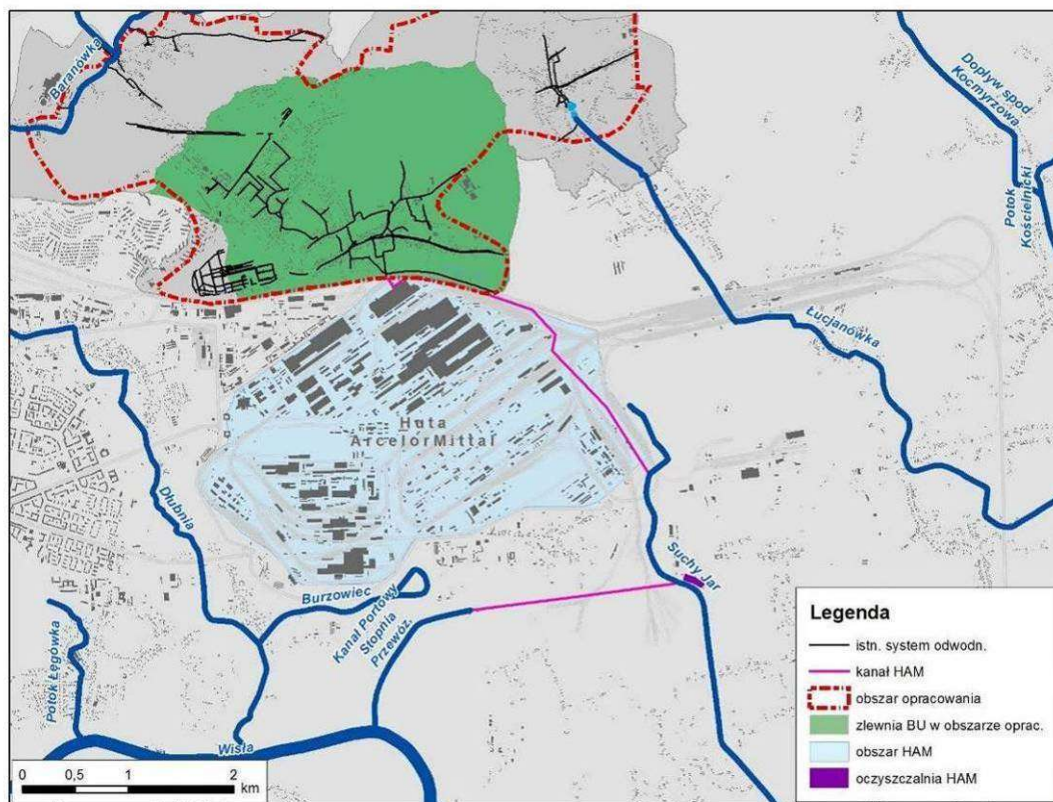 Baranówka
Dopływ spod
Kocmyrzowa
Potok
Kościelnicki
Łucjanówka
Huta
ArcelorMittal
Dłubnia
Suchy Jar
Burzowiec
Kanał Portowy
Stopnia
Przewóz.
Potok Łęgówka
Wisła
0 0,5 1 2
km
Legenda
istn. system odwodn.
kanał HAM
obszar opracowania
zlewnia BU w obszarze oprac.
obszar HAM
oczyszczalnia HAM